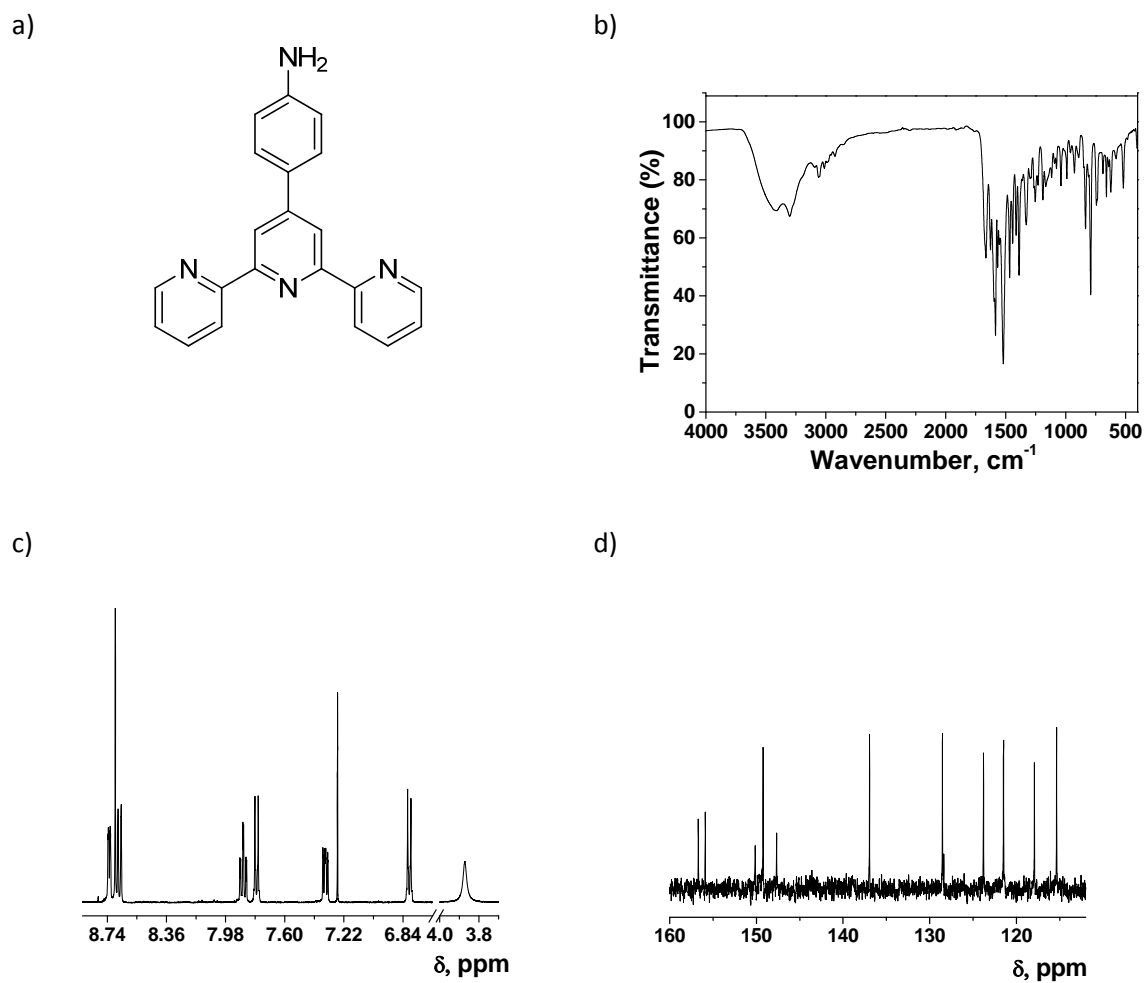 a)
NH2
N
N
N
b)
Transmittance (%)
100
80
60
40
20
0
4000 3500 3000 2500 2000 1500 1000 500
Wavenumber, cm-1
c)
8.74 8.36 7.98 7.60 7.22 6.84 4.0 3.8
δ, ppm
d)
160 150 140 130 120
δ, ppm